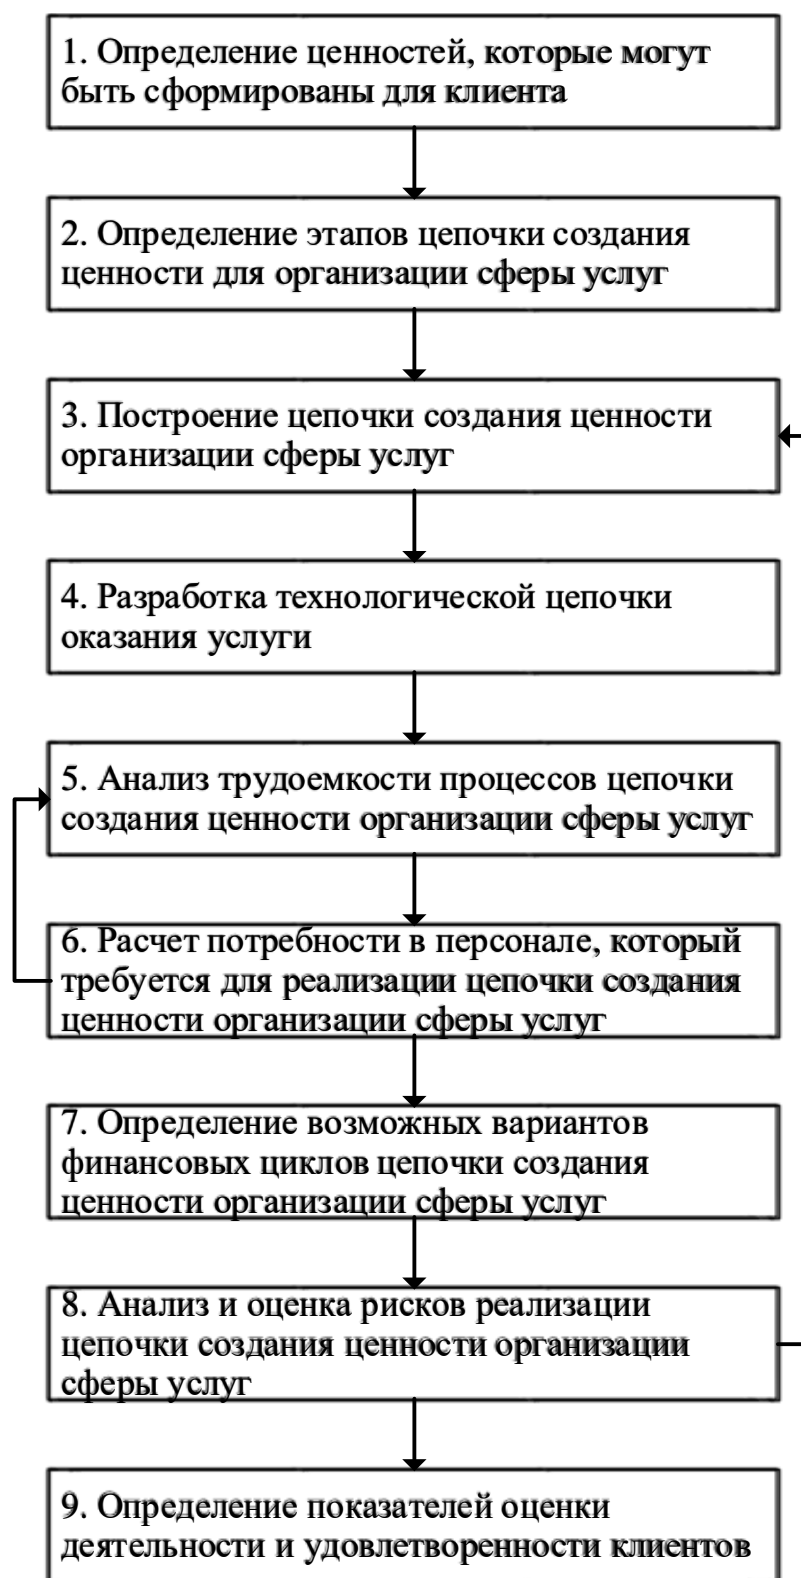 1. Определение ценностей, которые могут
быть сформированы для клиента
2. Определение этапов цепочки создания
ценности для организации сферы услуг
3. Построение цепочки создания ценности
организации сферы услуг
4. Разработка технологической цепочки
оказания услуги
5. Анализ трудоемкости процессов цепочки
создания ценности организации сферы услуг
6. Расчет потребности в персонале, который
требуется для реализации цепочки создания
ценности организации сферы услуг
7. Определение возможных вариантов
финансовых циклов цепочки создания
ценности организации сферы услуг
8. Анализ и оценка рисков реализации
цепочки создания ценности организации
сферы услуг
9. Определение показателей оценки
деятельности и удовлетворенности клиентов